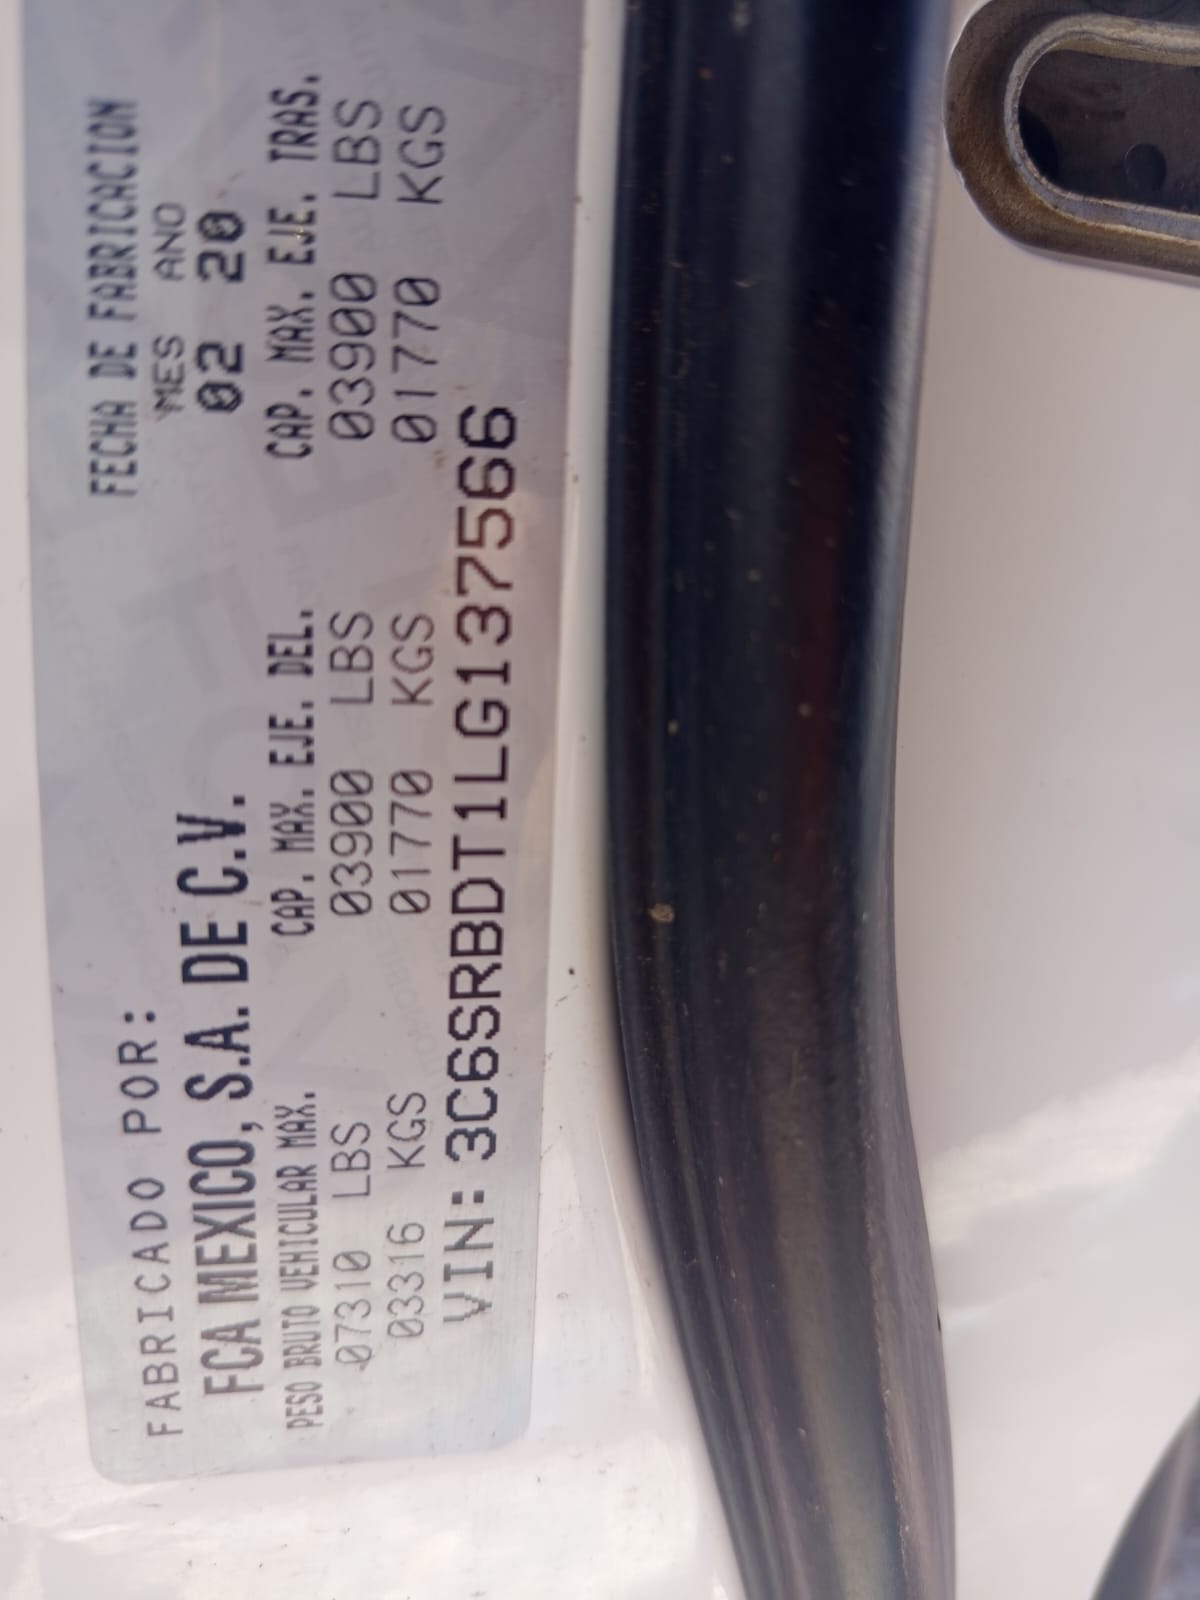 FABRICADO POR:
FECHA DE FABRICACION
MES ANO
FCA MEXICO, S.A. DE C.V.
02 20
PESO BRUTO VEHICULAR MAX. CAP. MAX. EJE. DEL. CAP. MAX. EJE. TRAS.
07310 LBS 03900 LBS 03900 LBS
03316 KGS 01770 KGS 01770 KGS
VIN: 3C6SRBDT1LG137566